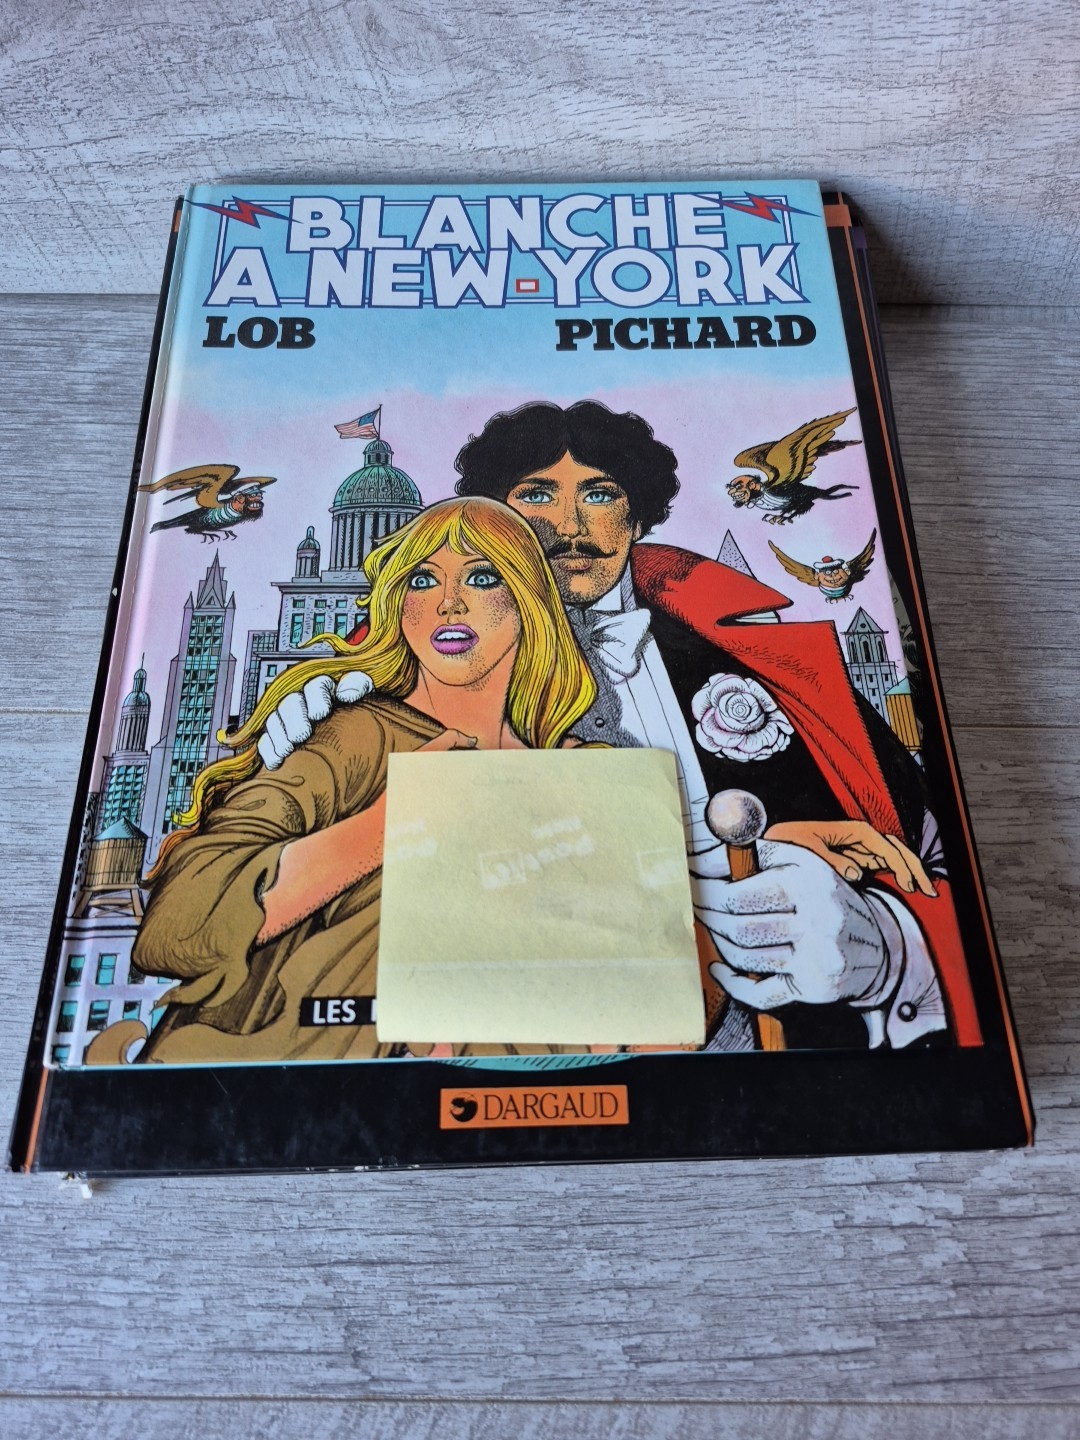 BLANCHE
A NEW-YORK
LOB PICHARD
LES
DARGAUD